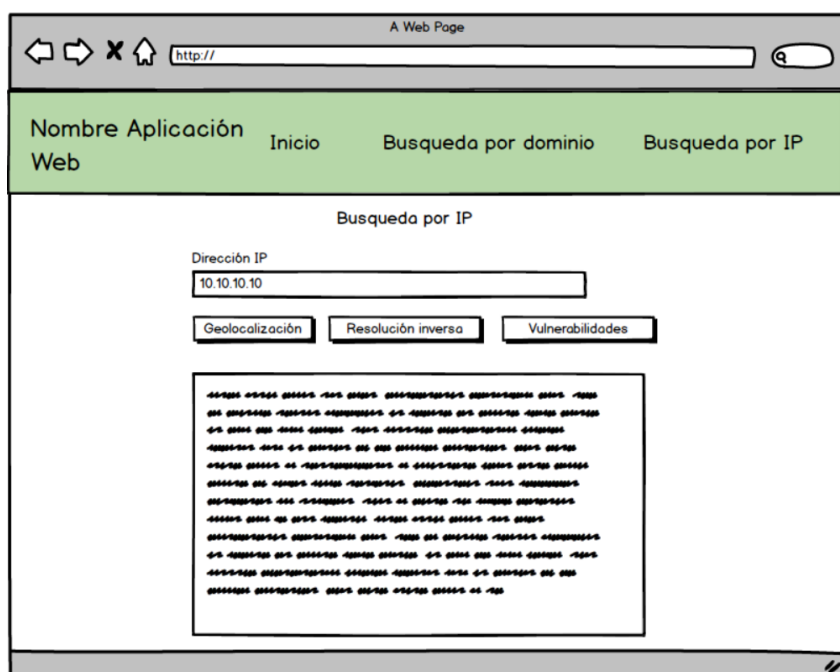 A Web Page
http://
Nombre Aplicación
Web
Inicio
Busqueda por dominio
Busqueda por IP
Busqueda por IP
Dirección IP
10.10.10.10
Geolocalización
Resolución inversa
Vulnerabilidades